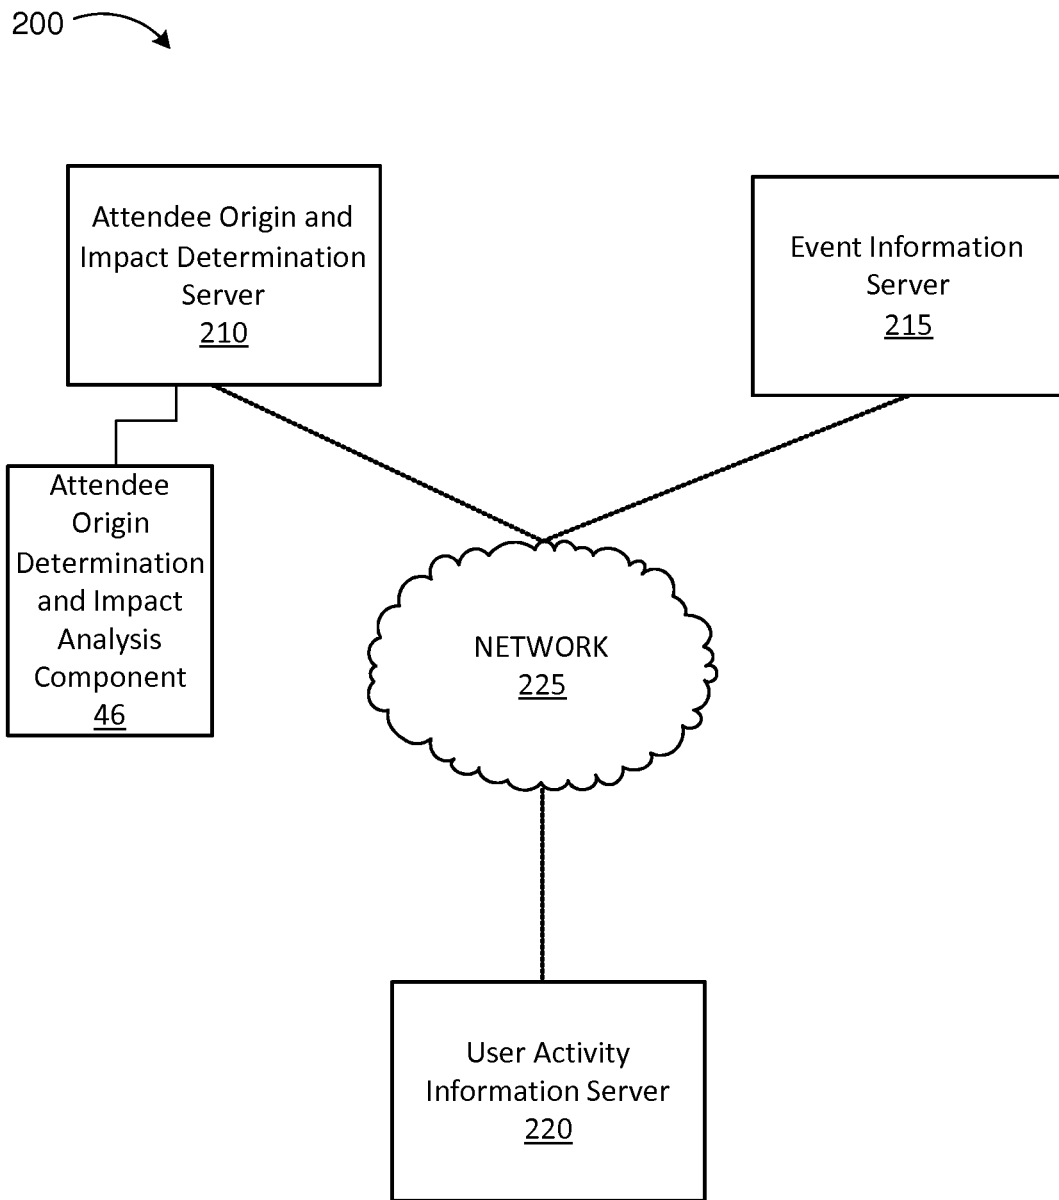 200
Attendee Origin and
Impact Determination
Server
210
Event Information
Server
215
Attendee
Origin
Determination
and Impact
Analysis
Component
46
NETWORK
225
User Activity
Information Server
220